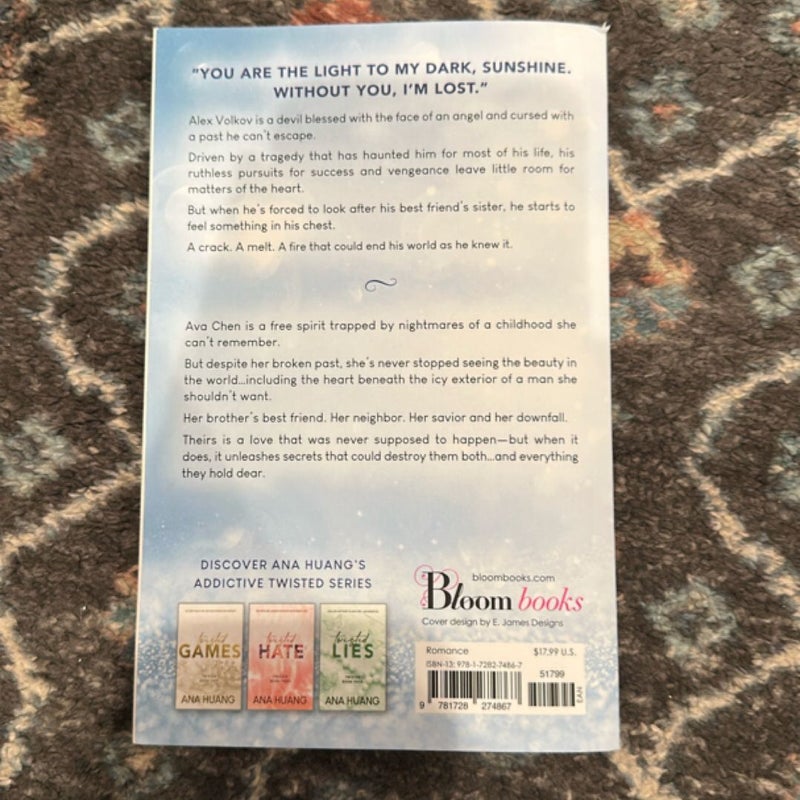 "YOU ARE THE LIGHT TO MY DARK, SUNSHINE.
WITHOUT YOU, I'M LOST."
Alex Volkov is a devil blessed with the face of an angel and cursed with
a past he can't escape.
Driven by a tragedy that has haunted him for most of his life, his
ruthless pursuits for success and vengeance leave little room for
matters of the heart.
But when he's forced to look after his best friend's sister, he starts to
feel something in his chest.
A crack. A melt. A fire that could end his world as he knew it.
Ava Chen is a free spirit trapped by nightmares of a childhood she
can't remember.
But despite her broken past, she's never stopped seeing the beauty in
the world...including the heart beneath the icy exterior of a man she
shouldn't want.
Her brother's best friend. Her neighbor. Her savior and her downfall.
Theirs is a love that was never supposed to happen—but when it
does, it unleashes secrets that could destroy them both...and everything
they hold dear.
DISCOVER ANA HUANG'S
ADDICTIVE TWISTED SERIES
twisted
GAMES
ANA HUANG
twisted
HATE
ANA HUANG
twisted
LIES
ANA HUANG
bloombooks.com
Bloom books
Cover design by E. James Designs
Romance $17.99 U.S.
ISBN-13: 978-1-7282-7486-7
51799
EAN
9 781728 274867